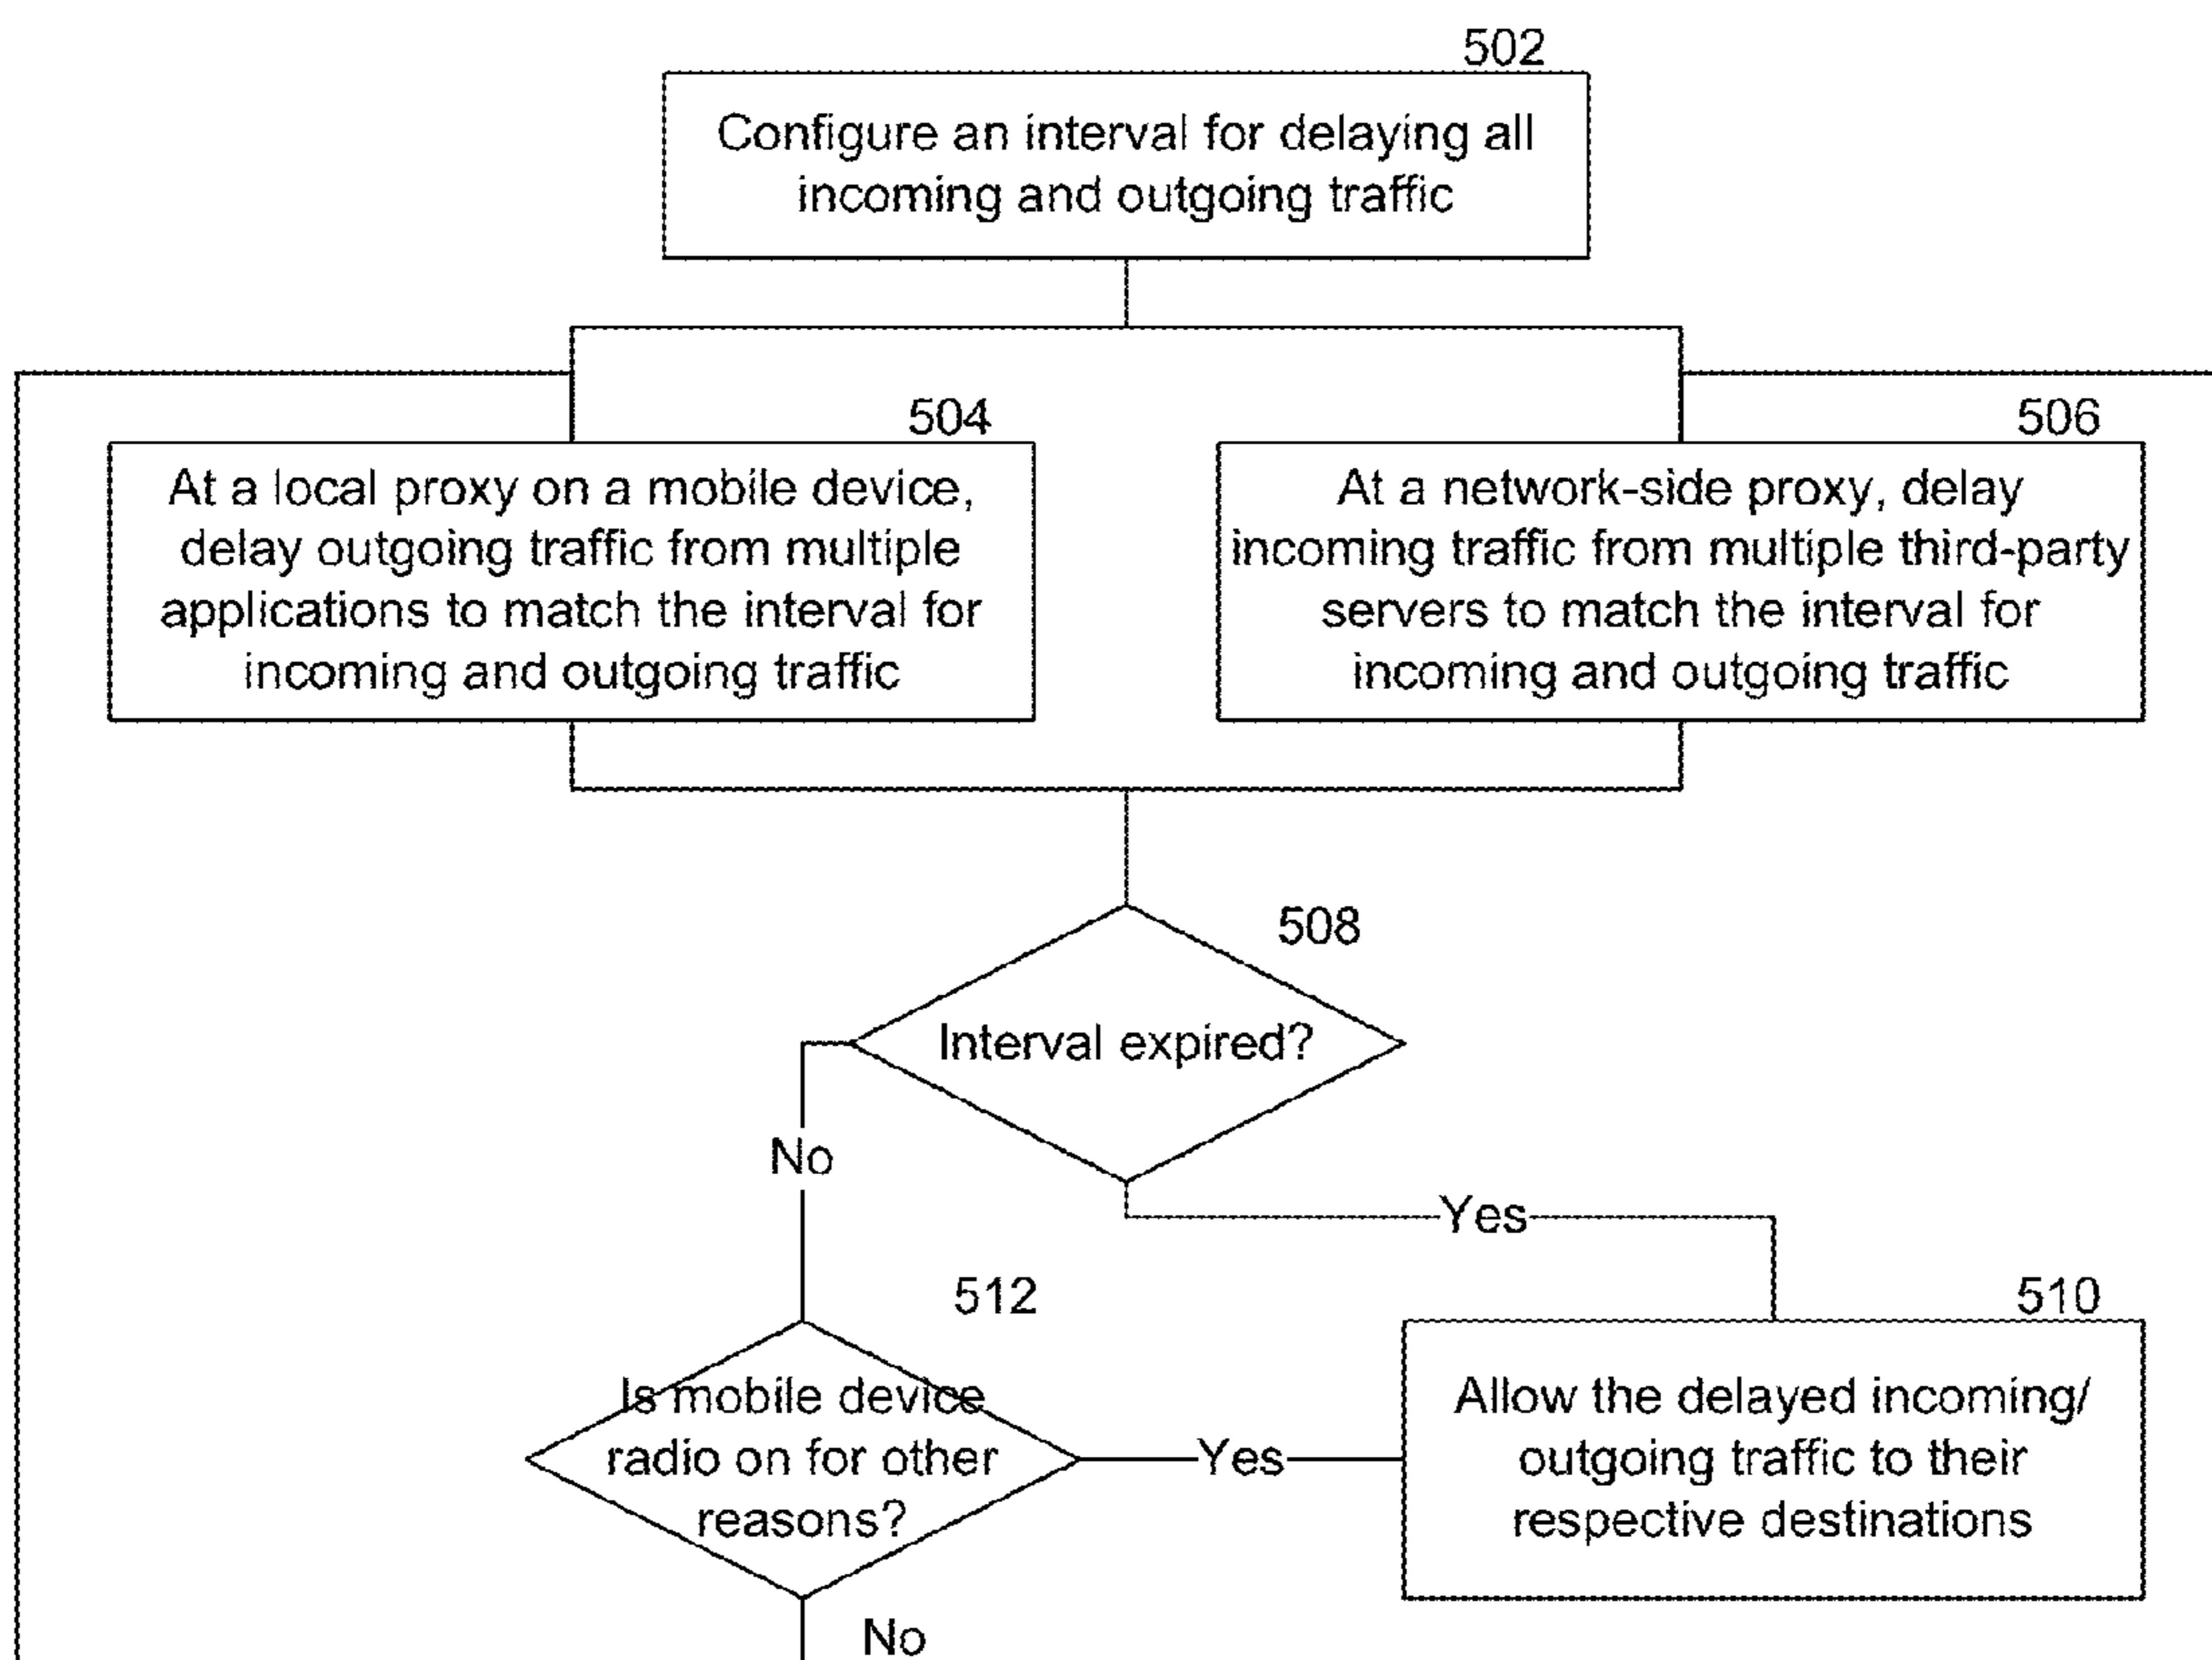 502
Configure an interval for delaying all
incoming and outgoing traffic
504
At a local proxy on a mobile device,
delay outgoing traffic from multiple
applications to match the interval for
incoming and outgoing traffic
506
At a network-side proxy, delay
incoming traffic from multiple third-party
servers to match the interval for
incoming and outgoing traffic
508
Interval expired?
No
Yes
512
Is mobile device
radio on for other
reasons?
Yes
510
Allow the delayed incoming/
outgoing traffic to their
respective destinations
No